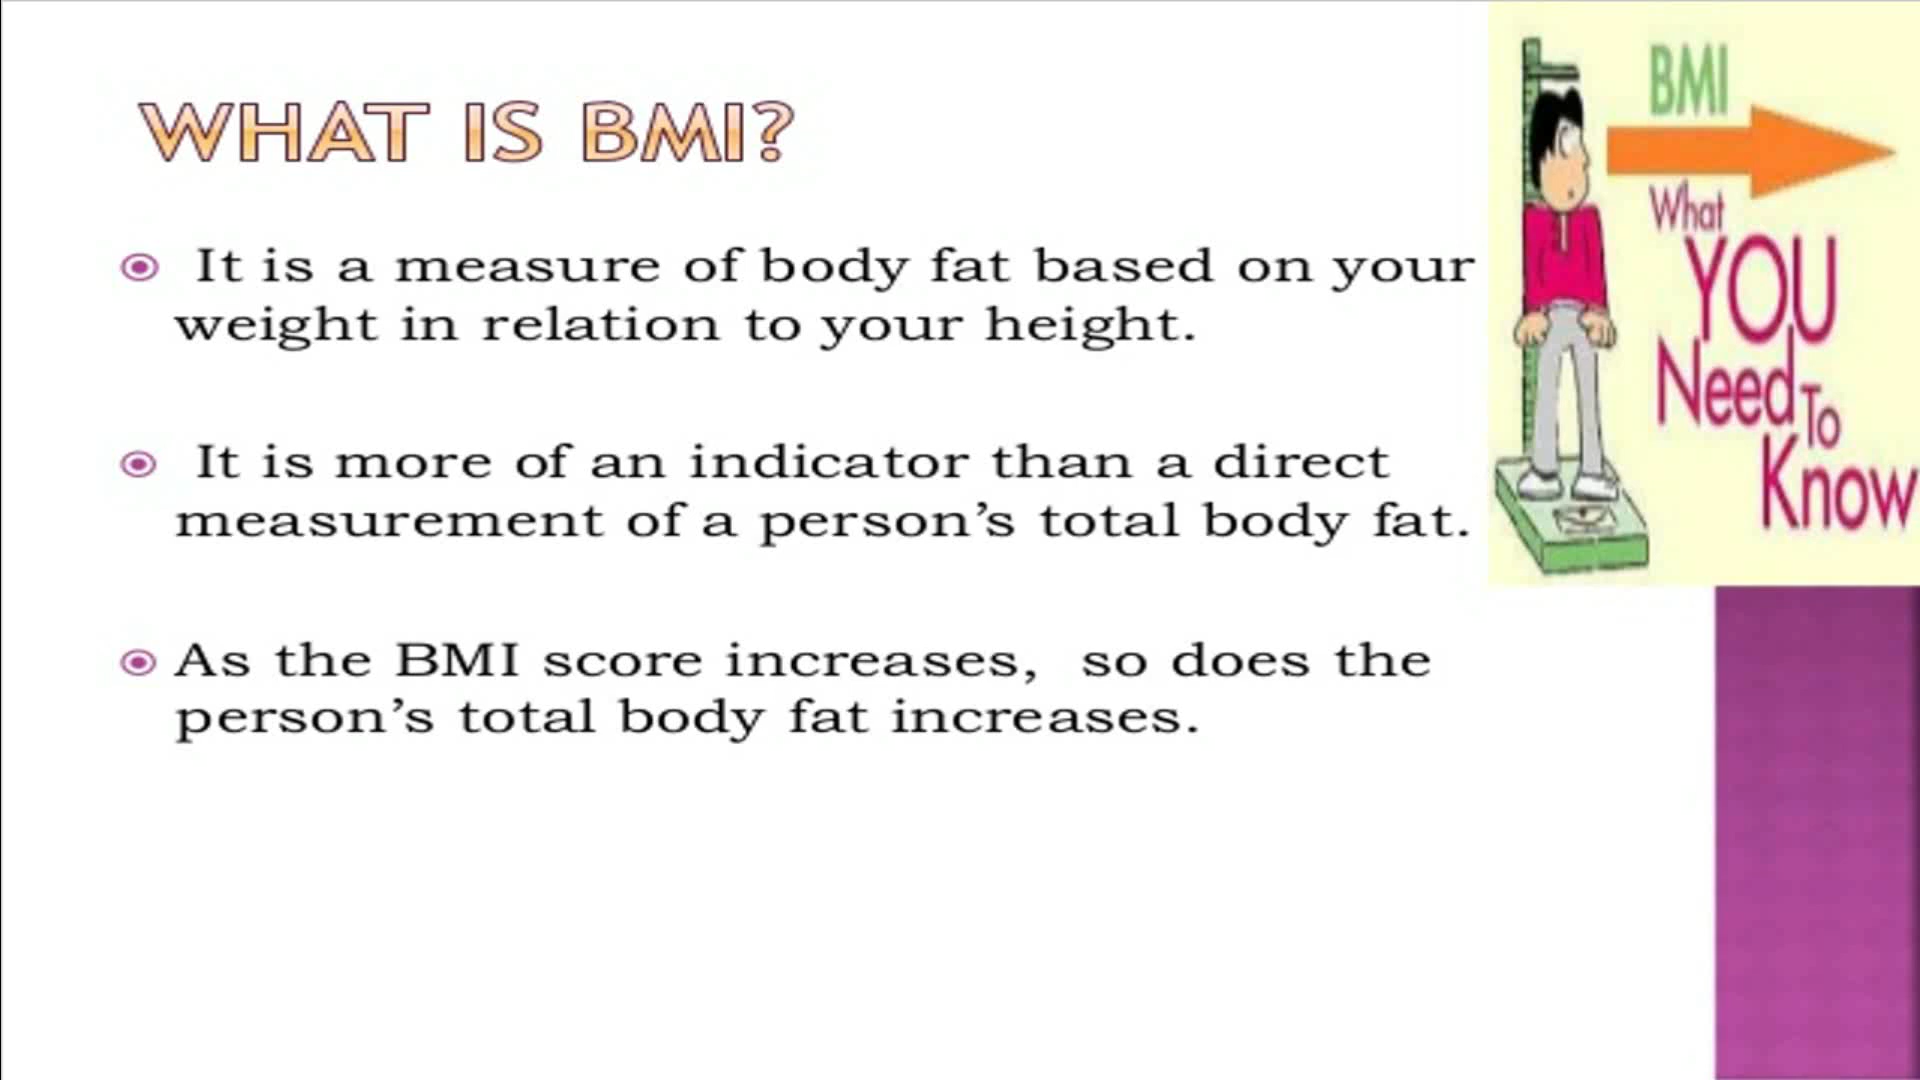 WHAT IS BMI?
It is a measure of body fat based on your
weight in relation to your height.
It is more of an indicator than a direct
measurement of a person’s total body fat.
As the BMI score increases, so does the
person’s total body fat increases.
BMI
What
YOU
Need To
Know